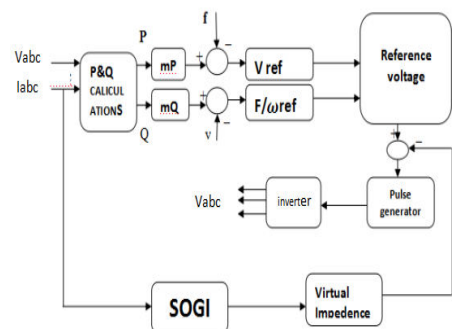 f
P
Vabc
Iabc
P&Q
CALICUL
ATIONS
mP
+
-
V ref
Reference
voltage
mQ
+
-
F/ωref
Q
v
+
-
Vabc
inverter
Pulse
generator
SOGI
Virtual
Impedence